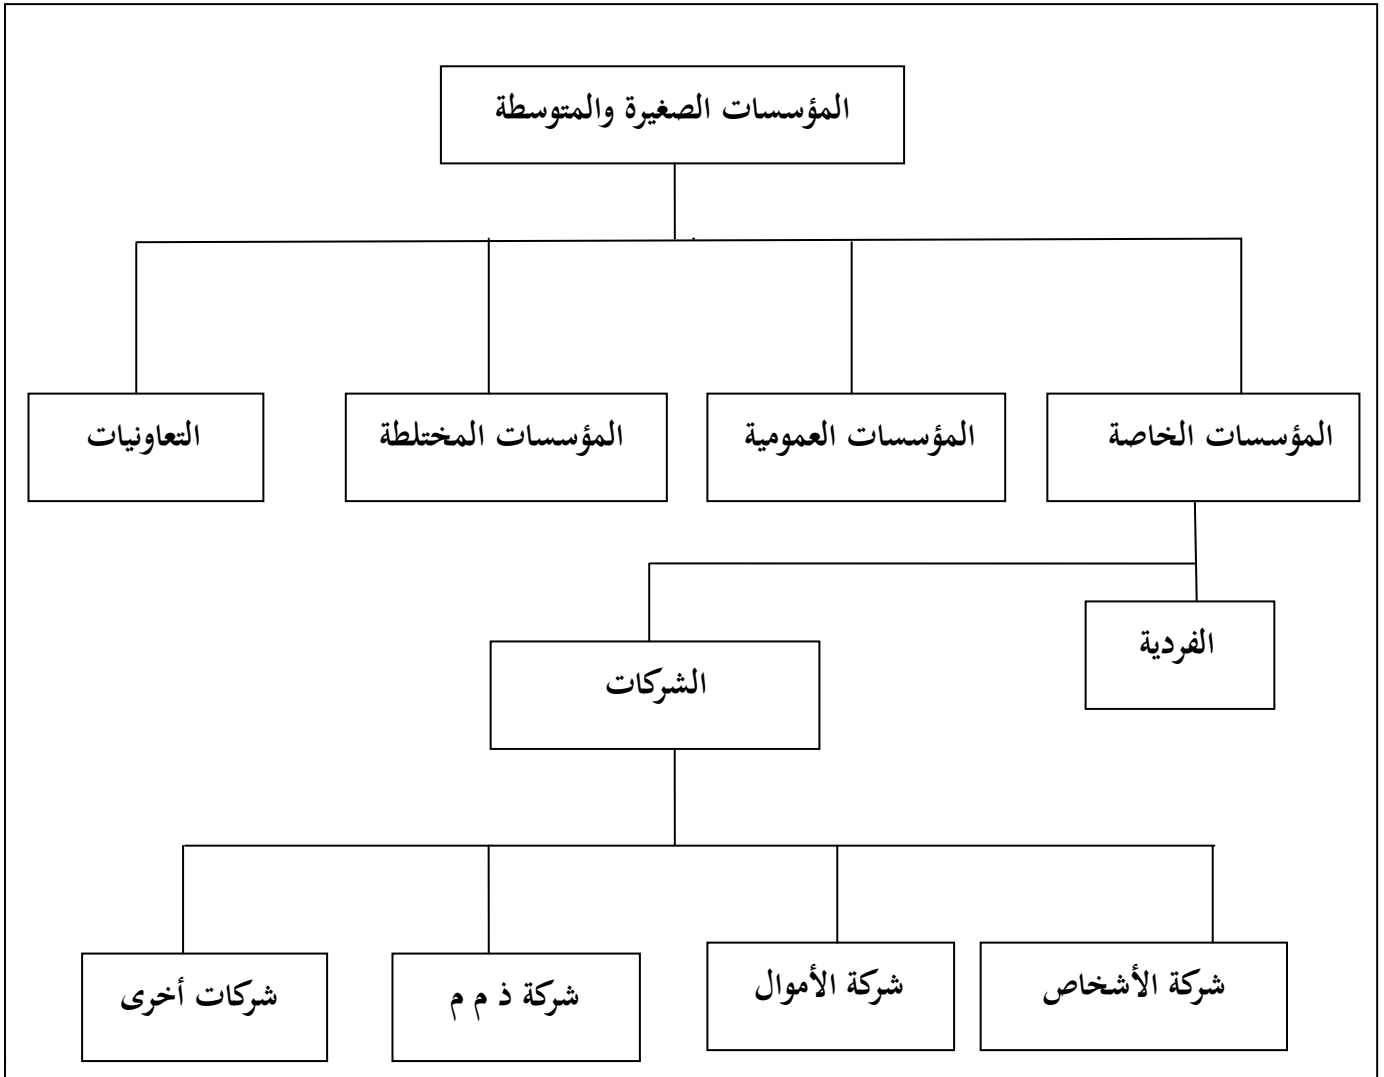 المؤسسات الصغيرة والمتوسطة
المؤسسات الخاصة
المؤسسات العمومية
المؤسسات المختلطة
التعاونيات
الفردية
الشركات
شركة الأشخاص
شركة الأموال
شركة ذ م م
شركات أخرى